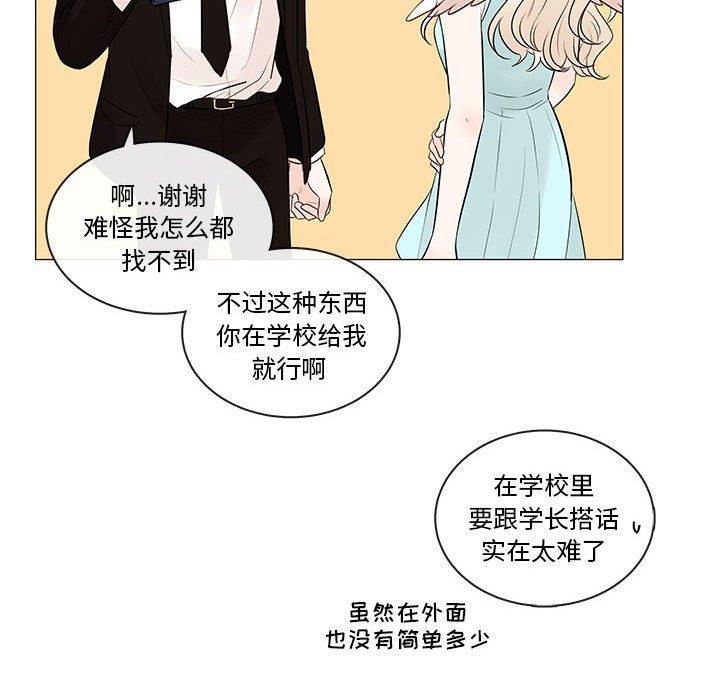 啊...谢谢
难怪我怎么都
找不到
不过这种东西
你在学校给我
就行啊
在学校里
要跟学长搭话
实在太难了
虽然在外面
也没有简单多少